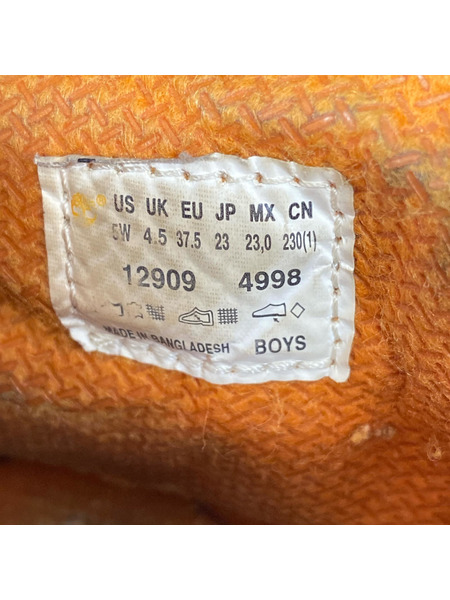 US UK EU JP MX CN
5W 4.5 37.5 23 23,0 230(1)
12909 4998
MADE IN BANGLADESH BOYS